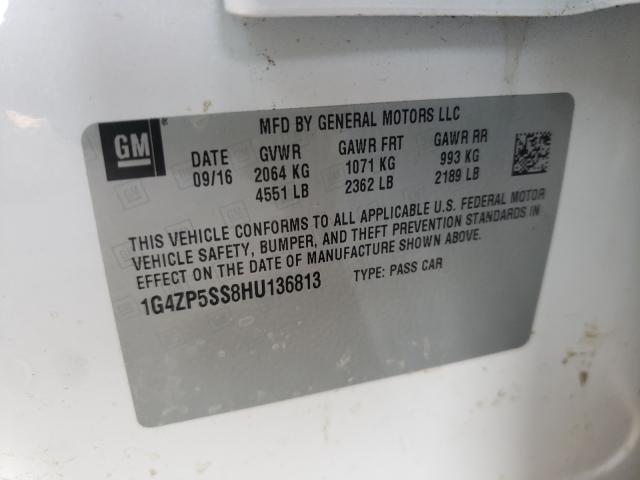 GM
MFD BY GENERAL MOTORS LLC
DATE GVWR GAWR FRT GAWR RR
09/16 2064 KG 1071 KG 993 KG
4551 LB 2362 LB 2189 LB
THIS VEHICLE CONFORMS TO ALL APPLICABLE U.S. FEDERAL MOTOR
VEHICLE SAFETY, BUMPER, AND THEFT PREVENTION STANDARDS IN
EFFECT ON THE DATE OF MANUFACTURE SHOWN ABOVE.
1G4ZP5SS8HU136813 TYPE: PASS CAR